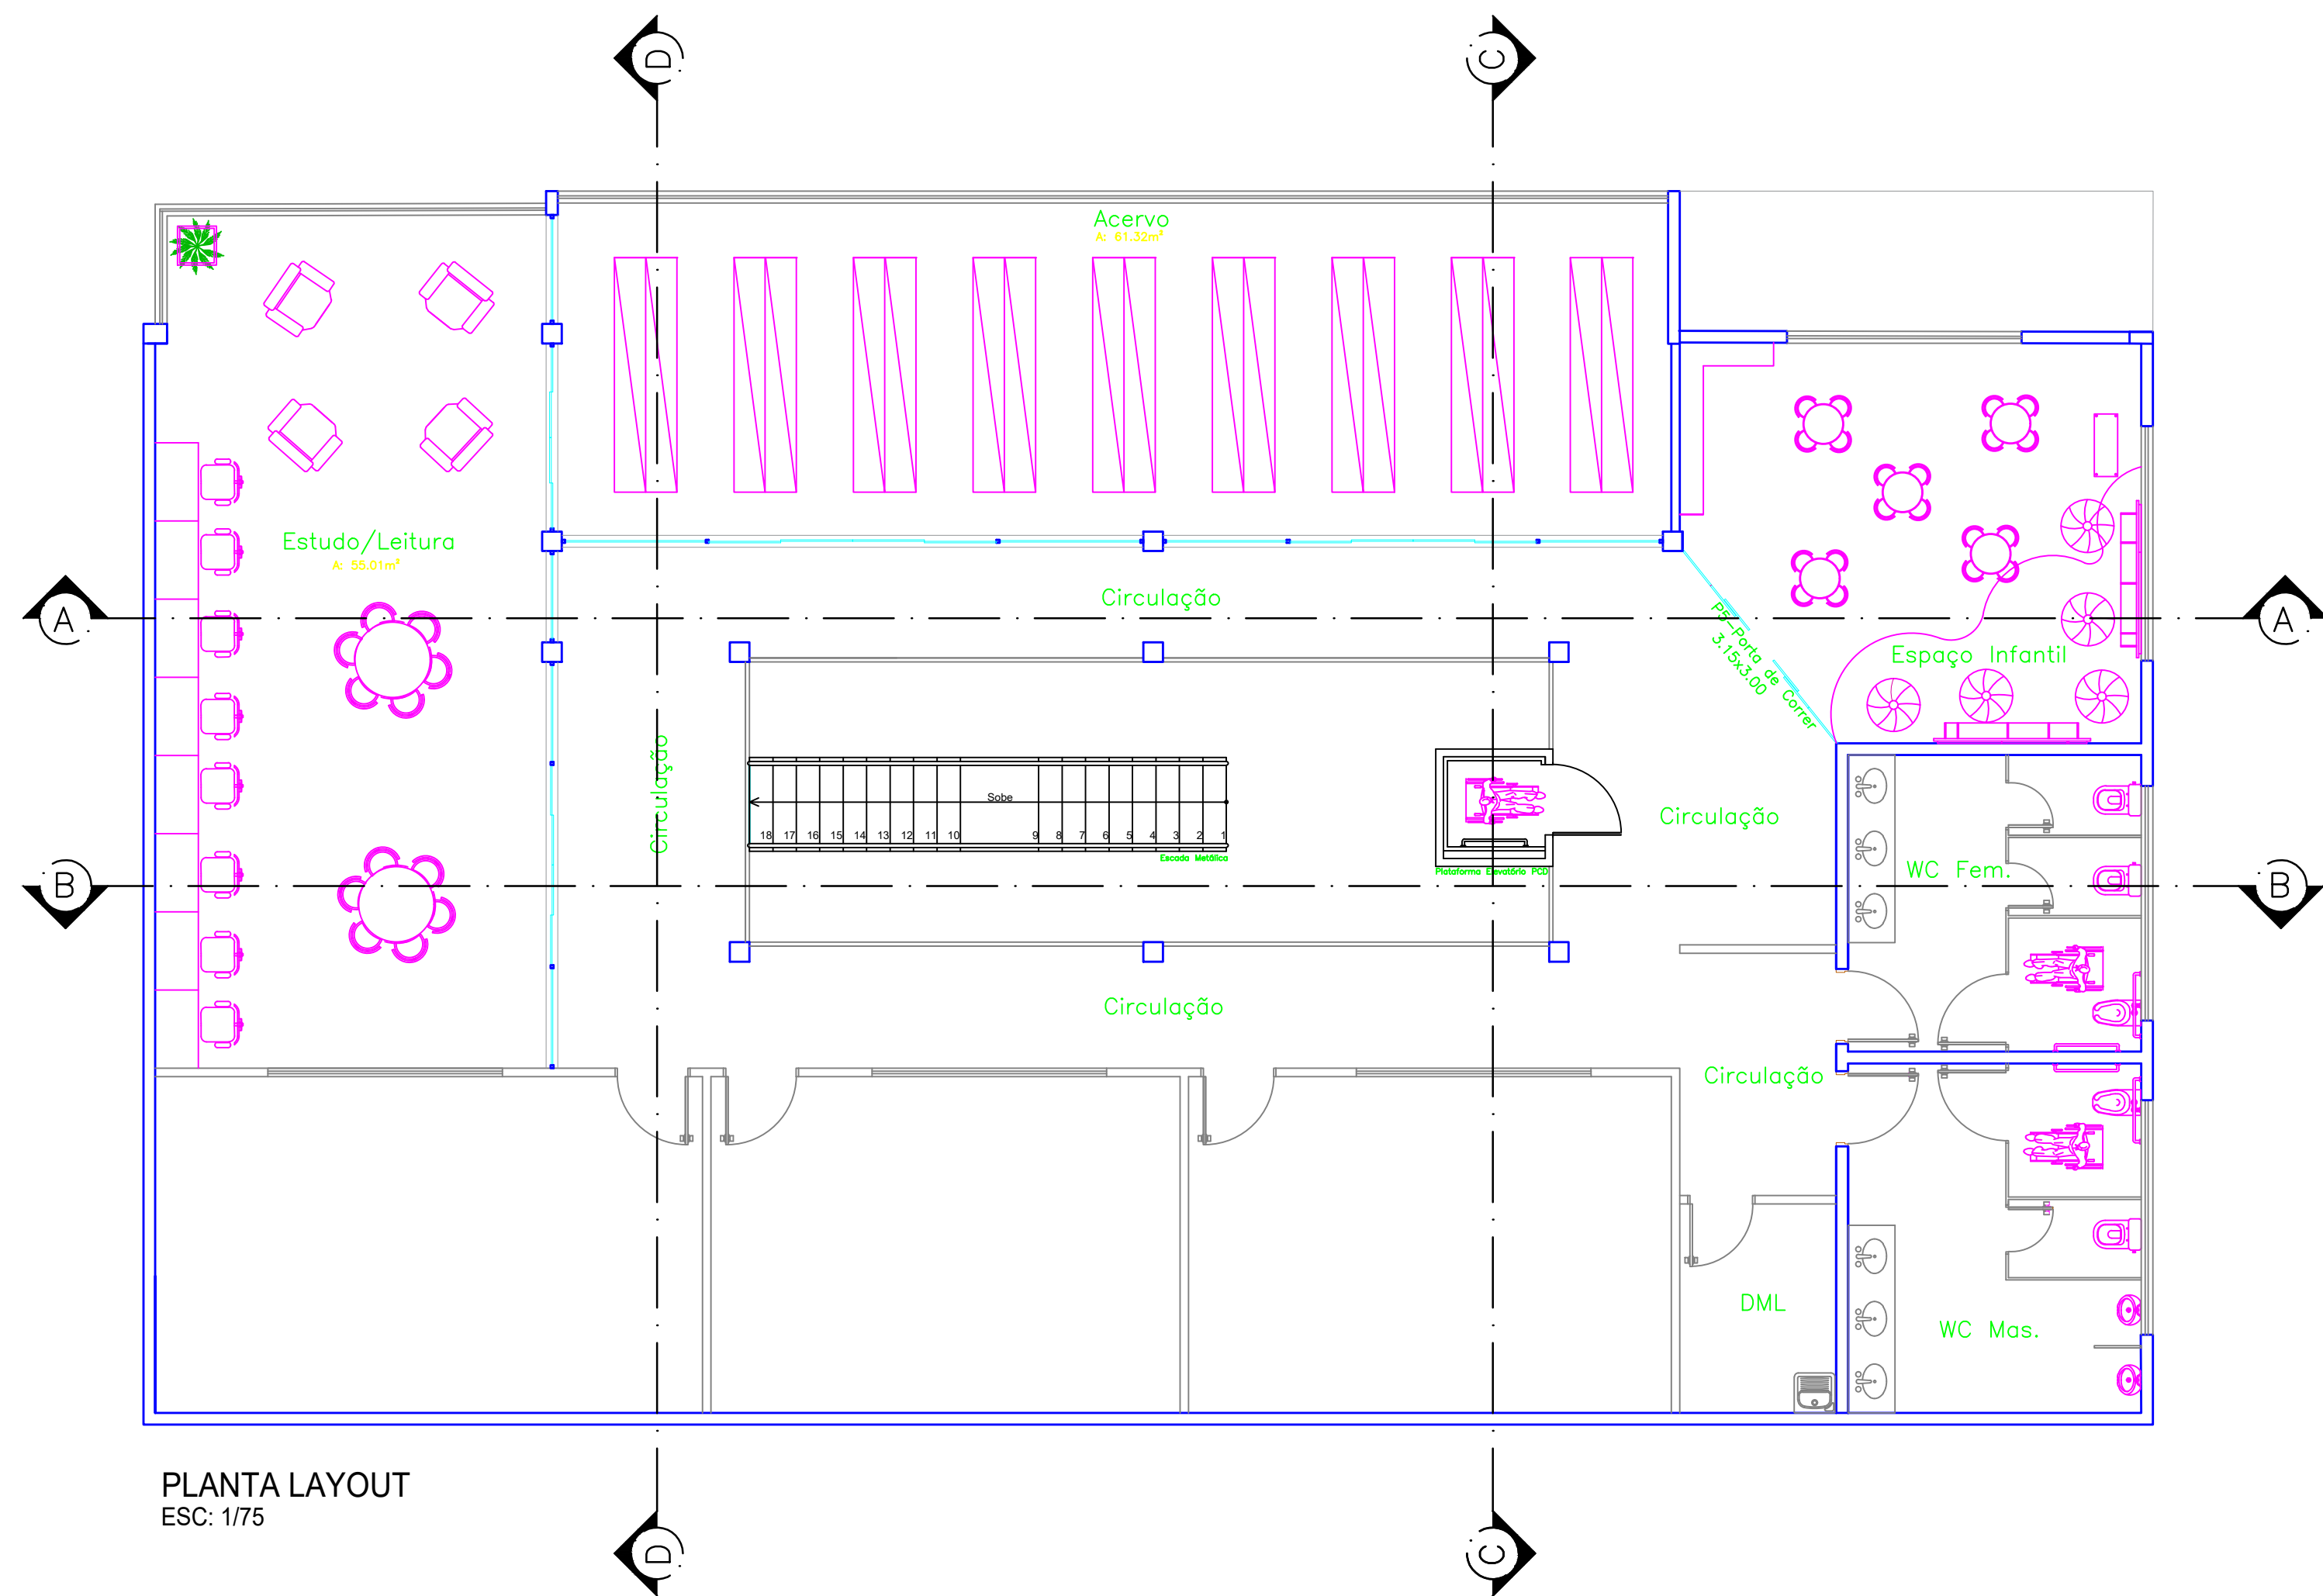 D
C
Acervo
A: 61.32m²
Estudo/Leitura
A: 55.01m²
Circulação
A
A
P5-Porta de Correr
3.15x3.00
Espaço Infantil
Circulação
Sobe
18 17 16 15 14 13 12 11 10 9 8 7 6 5 4 3 2 1
Escada Metálica
Plataforma Elevatório PCD
Circulação
WC Fem.
B
B
Circulação
Circulação
DML
WC Mas.
PLANTA LAYOUT
ESC: 1/75
D
C